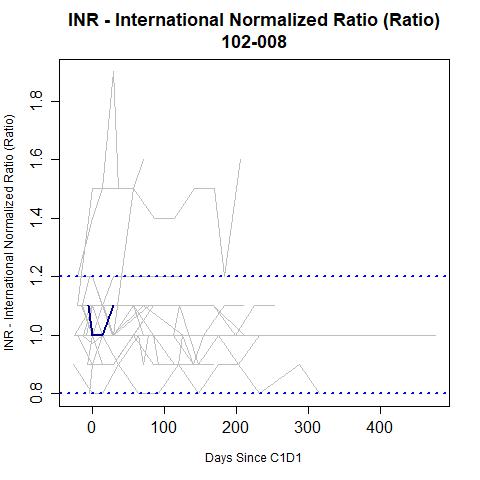 INR - International Normalized Ratio (Ratio)
102-008
INR - International Normalized Ratio (Ratio)
1.8
1.6
1.4
1.2
1.0
0.8
0 100 200 300 400
Days Since C1D1